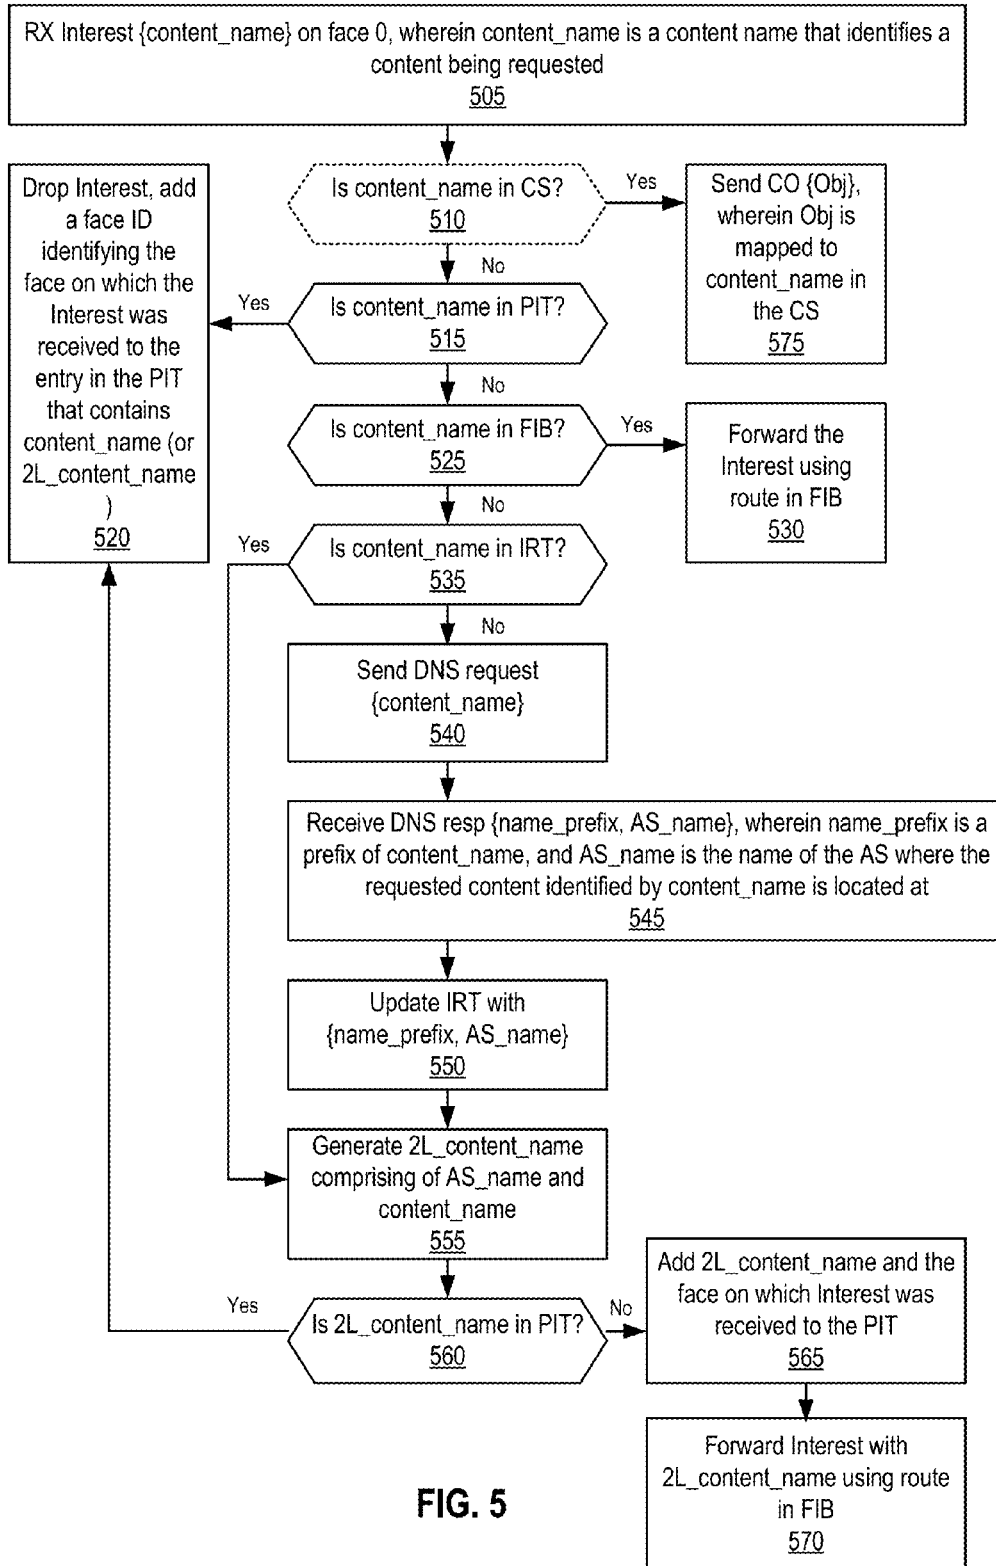 RX Interest {content_name} on face 0, wherein content_name is a content name that identifies a
content being requested
505
Is content_name in CS?
510
Yes
Send CO {Obj},
wherein Obj is
mapped to
content_name in
the CS
575
No
Drop Interest, add
a face ID
identifying the
face on which the
Interest was
received to the
entry in the PIT
that contains
content_name (or
2L_content_name
)
520
Yes
Is content_name in PIT?
515
No
Is content_name in FIB?
525
Yes
Forward the
Interest using
route in FIB
530
No
Yes
Is content_name in IRT?
535
No
Send DNS request
{content_name}
540
Receive DNS resp {name_prefix, AS_name}, wherein name_prefix is a
prefix of content_name, and AS_name is the name of the AS where the
requested content identified by content_name is located at
545
Update IRT with
{name_prefix, AS_name}
550
Generate 2L_content_name
comprising of AS_name and
content_name
555
Yes
Is 2L_content_name in PIT?
560
No
Add 2L_content_name and the
face on which Interest was
received to the PIT
565
Forward Interest with
2L_content_name using route
in FIB
570
FIG. 5